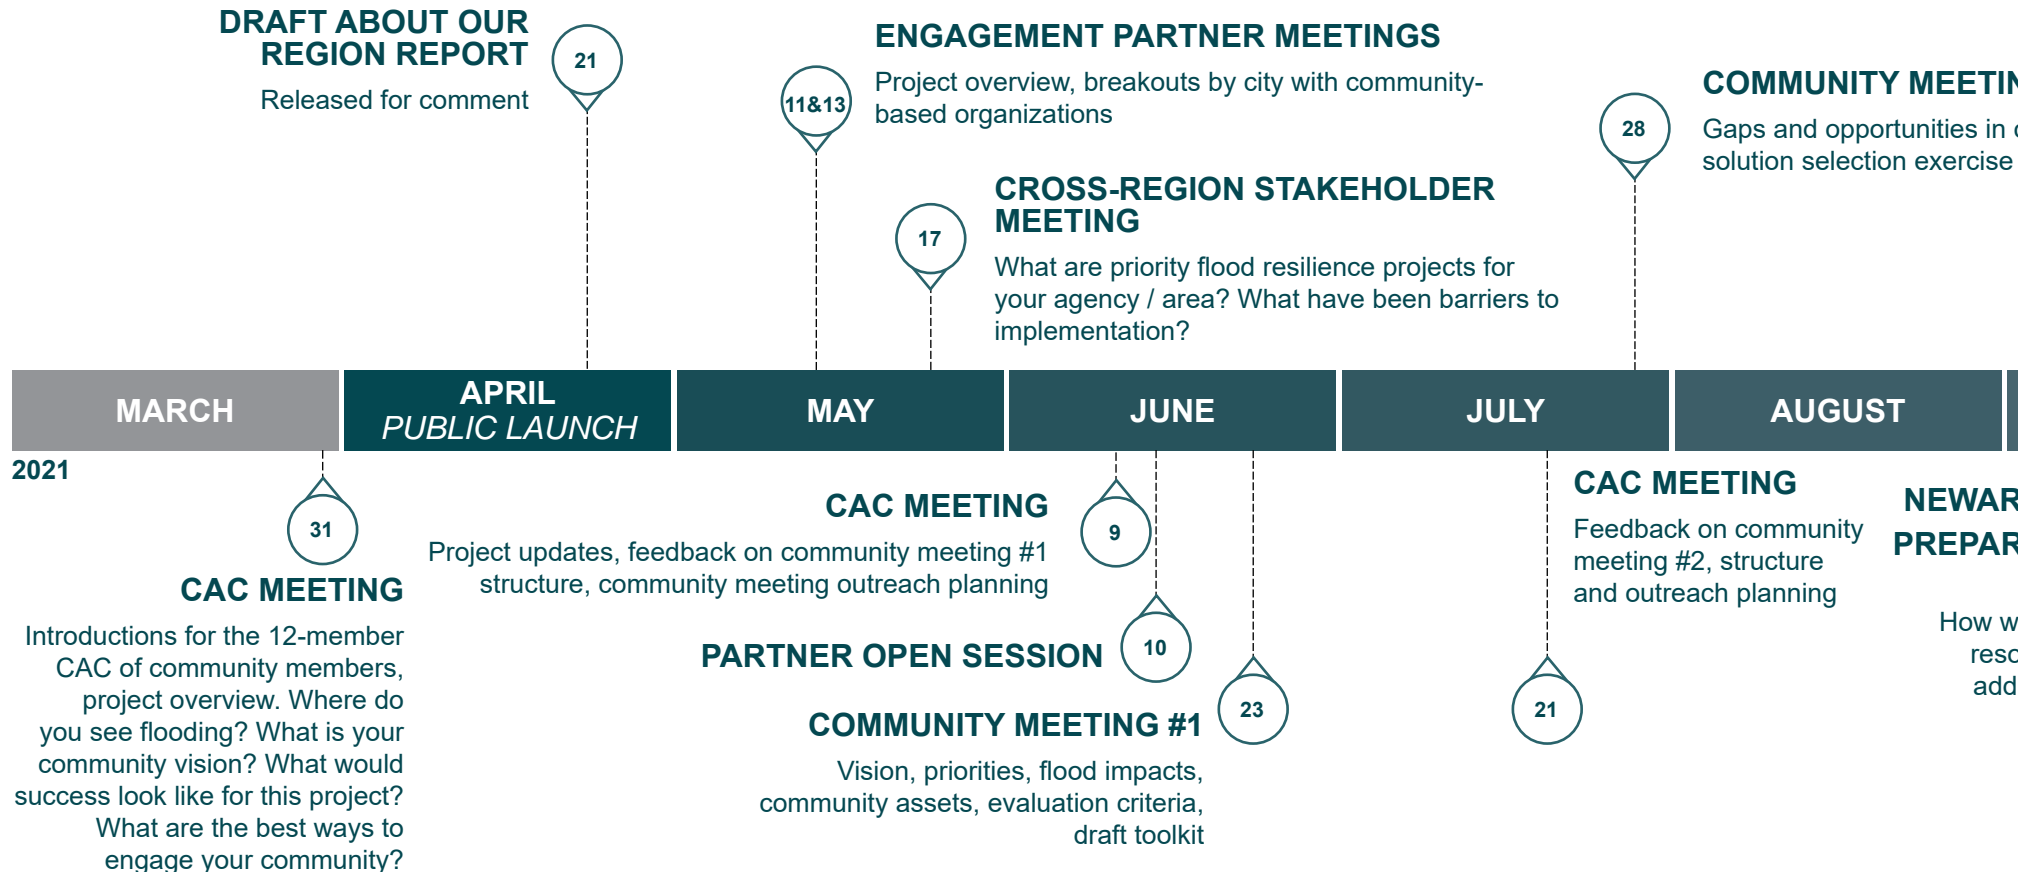 DRAFT ABOUT OUR
REGION REPORT
Released for comment
21
11&13
ENGAGEMENT PARTNER MEETINGS
Project overview, breakouts by city with community-
based organizations
17
CROSS-REGION STAKEHOLDER
MEETING
What are priority flood resilience projects for
your agency / area? What have been barriers to
implementation?
28
COMMUNITY
Gaps and opportunities in
solution selection exercise
MARCH
APRIL
PUBLIC LAUNCH
MAY
JUNE
JULY
AUGUST
2021
31
CAC MEETING
Introductions for the 12-member
CAC of community members,
project overview. Where do
you see flooding? What is your
community vision? What would
success look like for this project?
What are the best ways to
engage your community?
CAC MEETING
Project updates, feedback on community meeting #1
structure, community meeting outreach planning
9
PARTNER OPEN SESSION
10
COMMUNITY MEETING #1
Vision, priorities, flood impacts,
community assets, evaluation criteria,
draft toolkit
23
21
CAC MEETING
Feedback on community
meeting #2, structure
and outreach planning
How